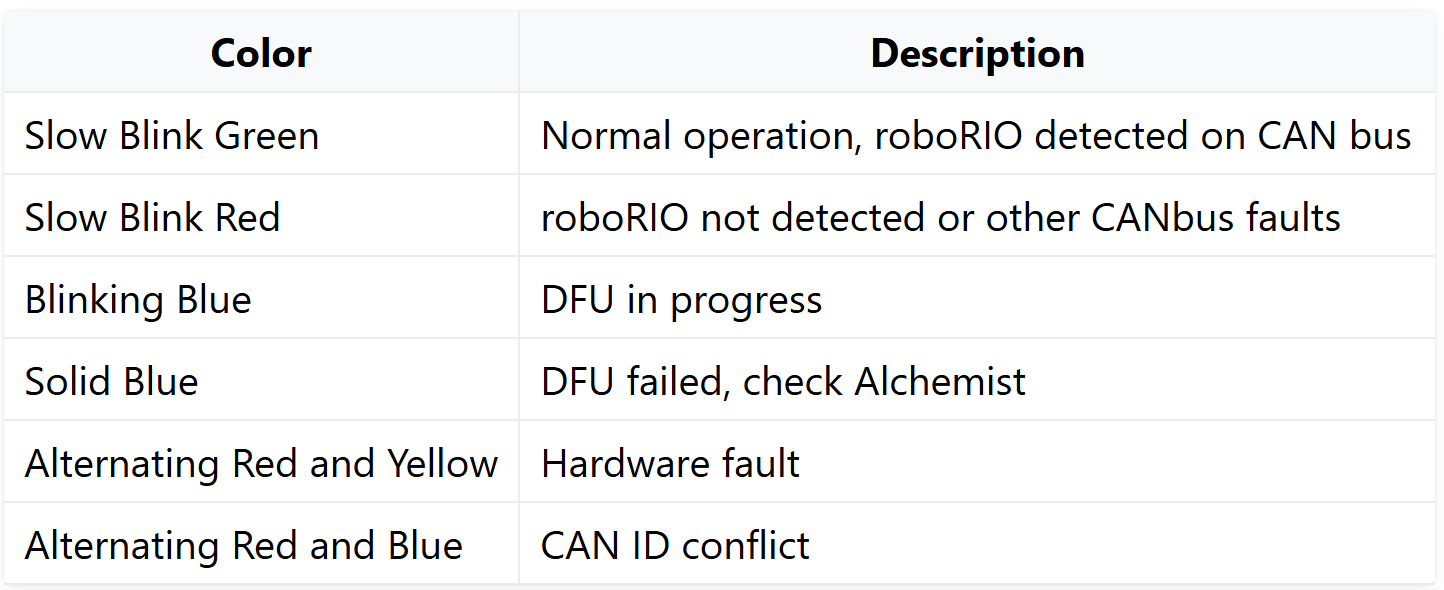 Color Description
Slow Blink Green Normal operation, roboRIO detected on CAN bus
Slow Blink Red roboRIO not detected or other CANbus faults
Blinking Blue DFU in progress
Solid Blue DFU failed, check Alchemist
Alternating Red and Yellow Hardware fault
Alternating Red and Blue CAN ID conflict